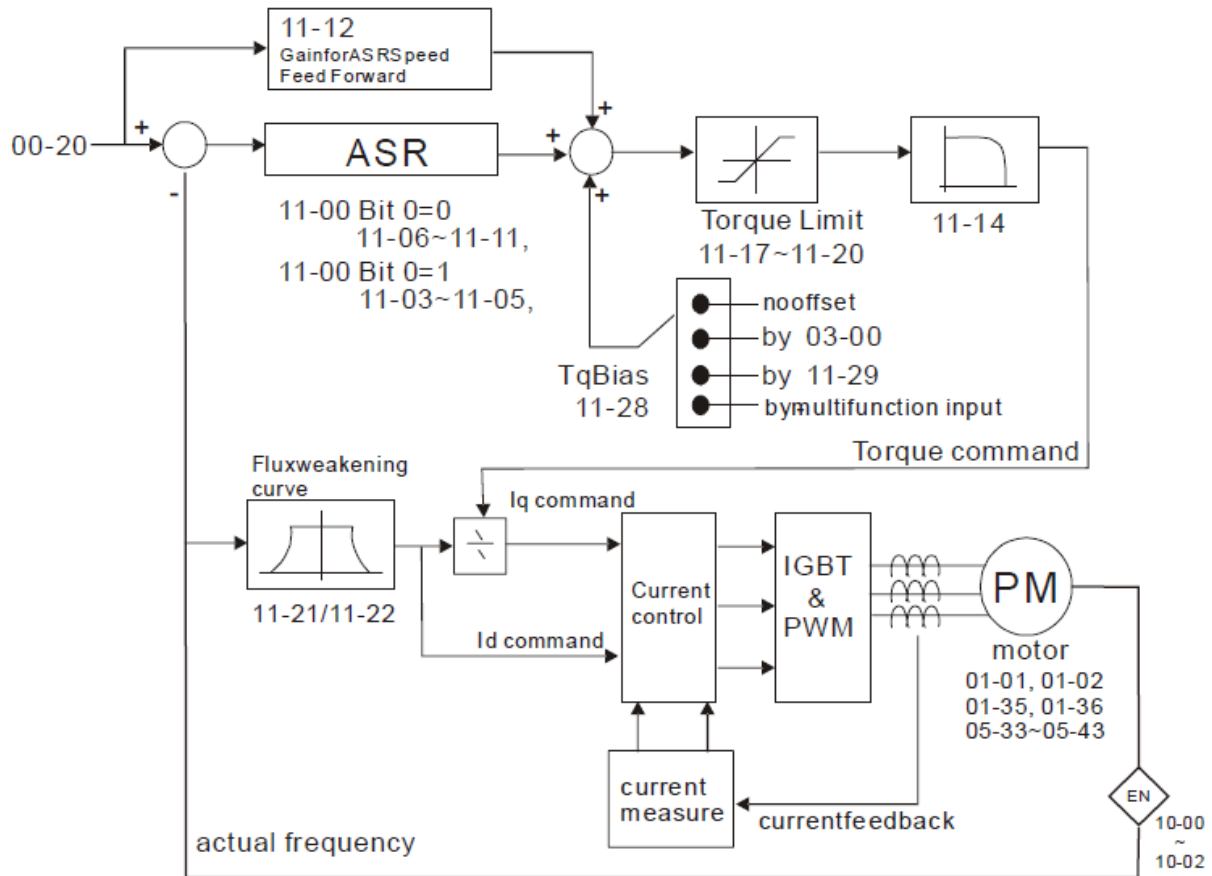 11-12
GainforASRSpeed
Feed Forward
+
+
00-20
+
ASR
-
+
11-00 Bit 0=0
11-06~11-11,
11-00 Bit 0=1
11-03~11-05,
Torque Limit
11-17~11-20
11-14
nooffset
by 03-00
TqBias
11-28
by 11-29
bymultifunction input
Torque command
Fluxweakening
curve
11-21/11-22
Iq command
Id command
Current
control
IGBT
&
PWM
PM
motor
01-01, 01-02
01-35, 01-36
05-33~05-43
current
measure
currentfeedback
EN
10-00
~
10-02
actual frequency